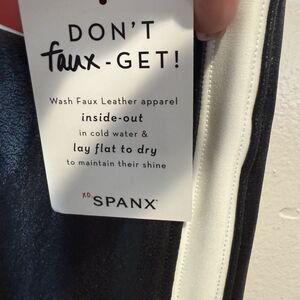 DON'T
faux-GET!
Wash Faux Leather apparel
inside-out
in cold water &
lay flat to dry
to maintain their shine
xo SPANX®